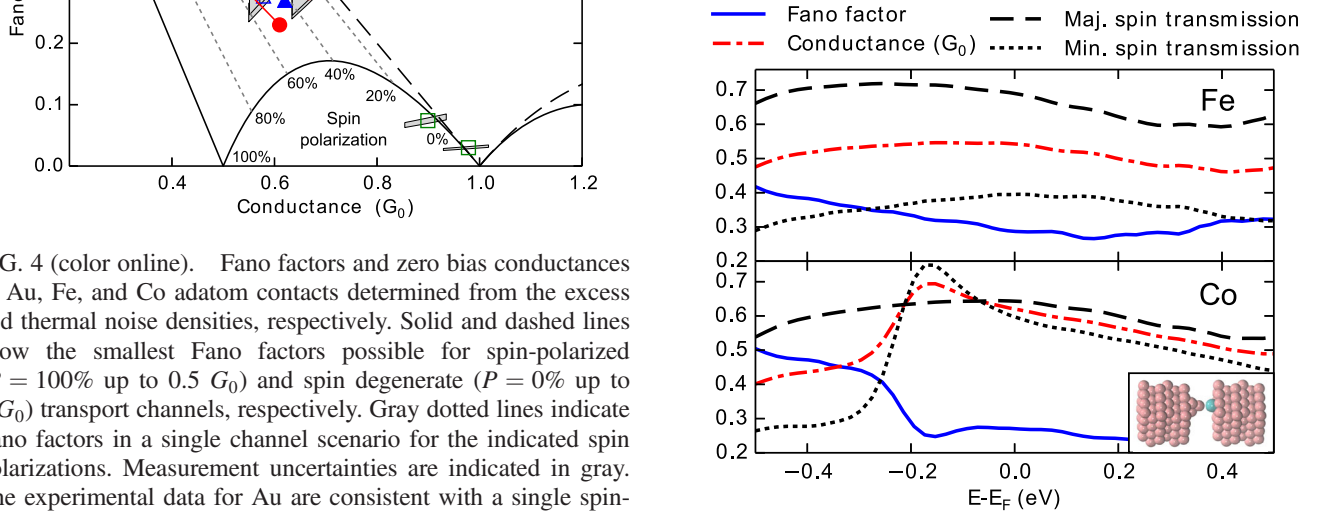 Fano
0.2
0.1
0.0
60%
40%
20%
80%
Spin
polarization
0%
100%
0.4
0.6
0.8
1.0
1.2
Conductance (G0)
G. 4 (color online). Fano factors and zero bias conductances
Au, Fe, and Co adatom contacts determined from the excess
d thermal noise densities, respectively. Solid and dashed lines
ow the smallest Fano factors possible for spin-polarized
= 100% up to 0.5 G0) and spin degenerate (P = 0% up to
G0) transport channels, respectively. Gray dotted lines indicate
no factors in a single channel scenario for the indicated spin
larizations. Measurement uncertainties are indicated in gray.
e experimental data for Au are consistent with a single spin-
Fano factor
Conductance (G0)
Maj. spin transmission
Min. spin transmission
0.7
0.6
0.5
0.4
0.3
0.2
Fe
0.7
0.6
0.5
0.4
0.3
0.2
Co
−0.4
−0.2
0.0
0.2
0.4
E-EF (eV)